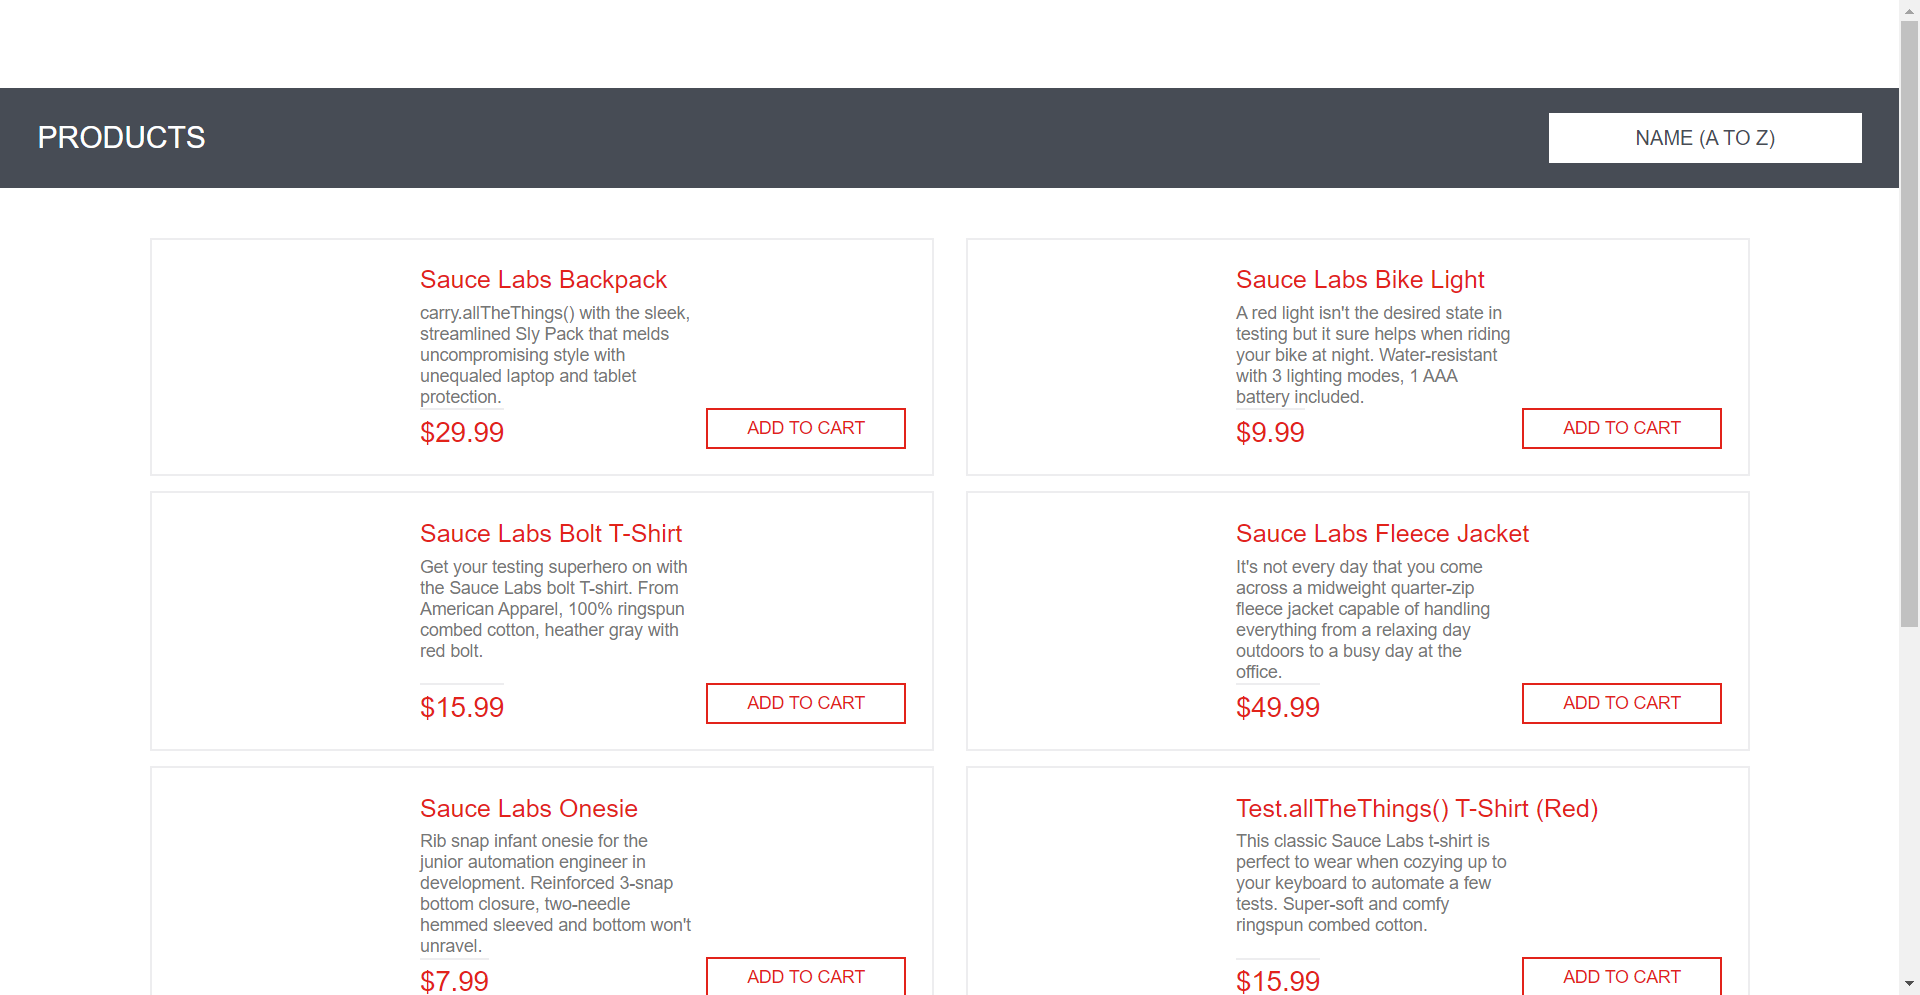 PRODUCTS
NAME (A TO Z)
Sauce Labs Backpack
carry.allTheThings() with the sleek,
streamlined Sly Pack that melds
uncompromising style with
unequaled laptop and tablet
protection.
$29.99
ADD TO CART
Sauce Labs Bike Light
A red light isn't the desired state in
testing but it sure helps when riding
your bike at night. Water-resistant
with 3 lighting modes, 1 AAA
battery included.
$9.99
ADD TO CART
Sauce Labs Bolt T-Shirt
Get your testing superhero on with
the Sauce Labs bolt T-shirt. From
American Apparel, 100% ringspun
combed cotton, heather gray with
red bolt.
$15.99
ADD TO CART
Sauce Labs Fleece Jacket
It's not every day that you come
across a midweight quarter-zip
fleece jacket capable of handling
everything from a relaxing day
outdoors to a busy day at the
office.
$49.99
ADD TO CART
Sauce Labs Onesie
Rib snap infant onesie for the
junior automation engineer in
development. Reinforced 3-snap
bottom closure, two-needle
hemmed sleeved and bottom won't
unravel.
$7.99
ADD TO CART
Test.allTheThings() T-Shirt (Red)
This classic Sauce Labs t-shirt is
perfect to wear when cozying up to
your keyboard to automate a few
tests. Super-soft and comfy
ringspun combed cotton.
$15.99
ADD TO CART